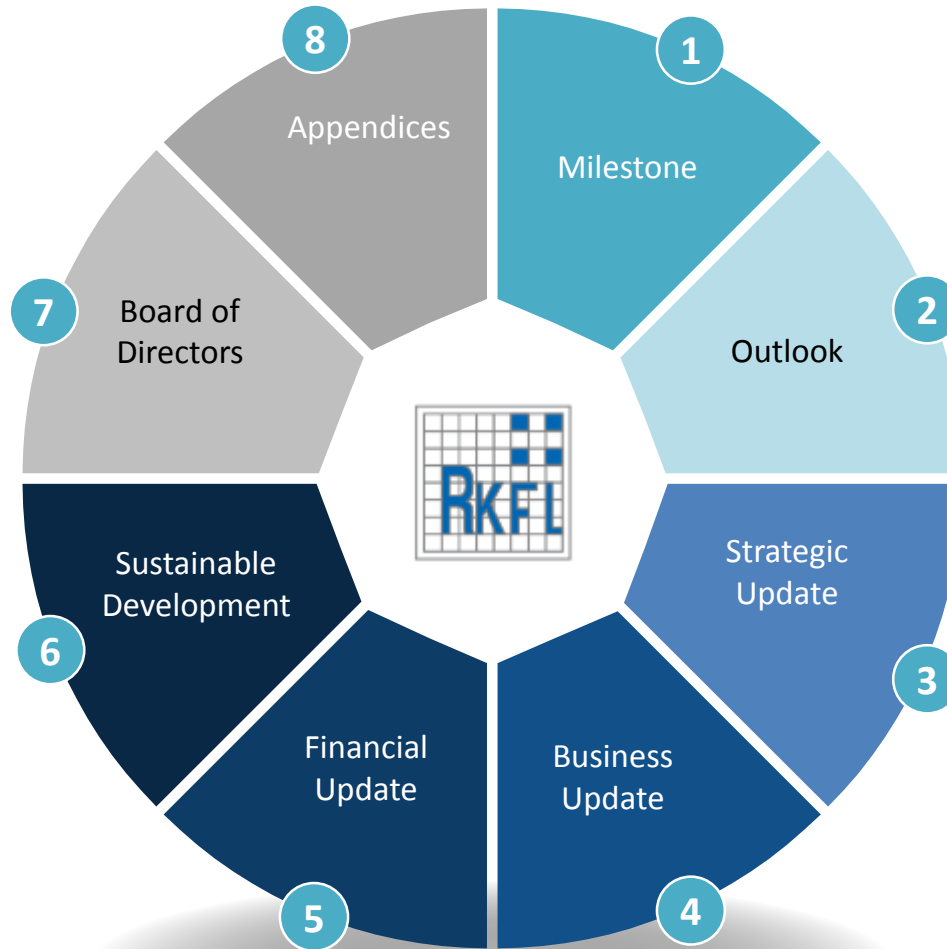 1
Milestone
2
Outlook
3
Strategic
Update
4
Business
Update
5
Financial
Update
6
Sustainable
Development
7
Board of
Directors
8
Appendices
RKFL